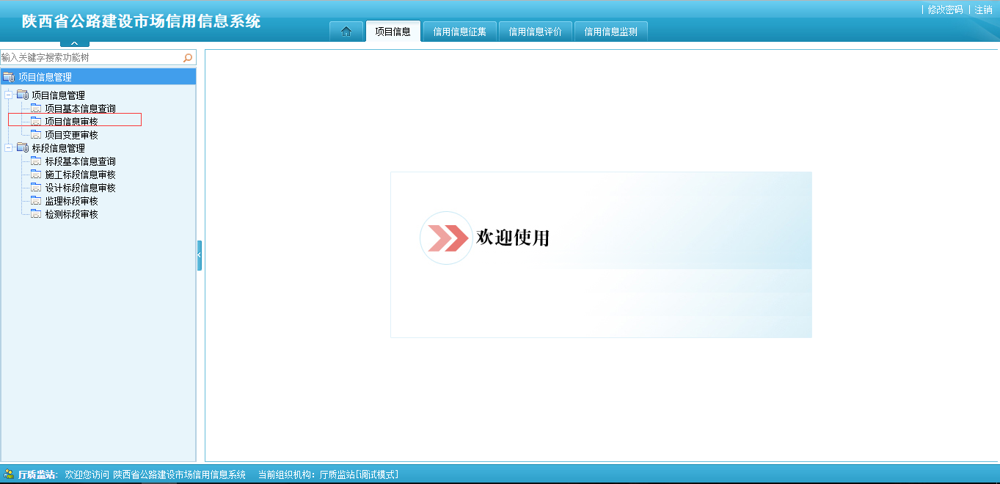 修改密码
注销
陕西省公路建设市场信用信息系统
项目信息
信用信息征集
信用信息评价
信用信息监测
输入关键字搜索功能树
项目信息管理
项目信息管理
项目基本信息查询
项目信息审核
项目变更审核
标段信息管理
标段基本信息查询
施工标段信息审核
设计标段信息审核
监理标段审核
检测标段审核
欢迎使用
厅质监站: 欢迎您访问 陕西省公路建设市场信用信息系统 当前组织机构: 厅质监站[调试模式]